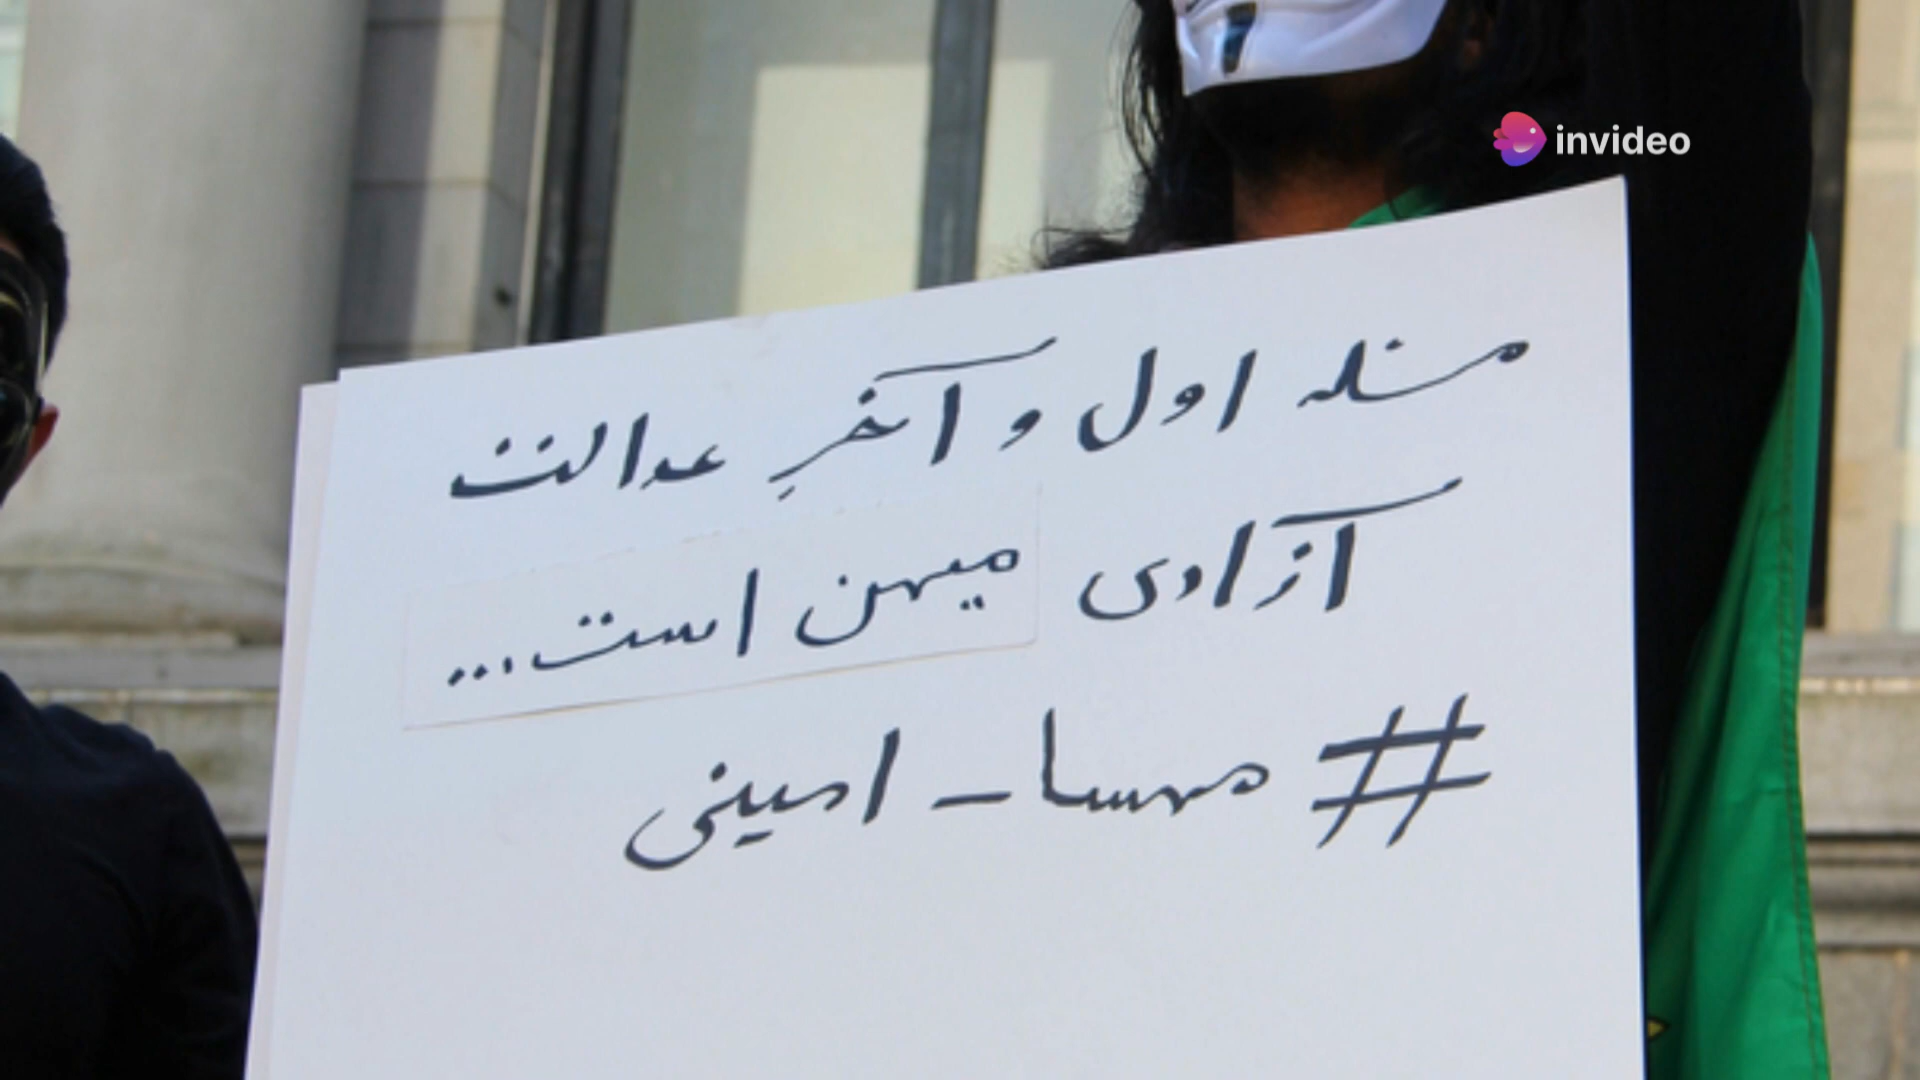 invideo
مسئله اول و آخرِ عدالت
آزادی میهن است...
#مهسا_امینی